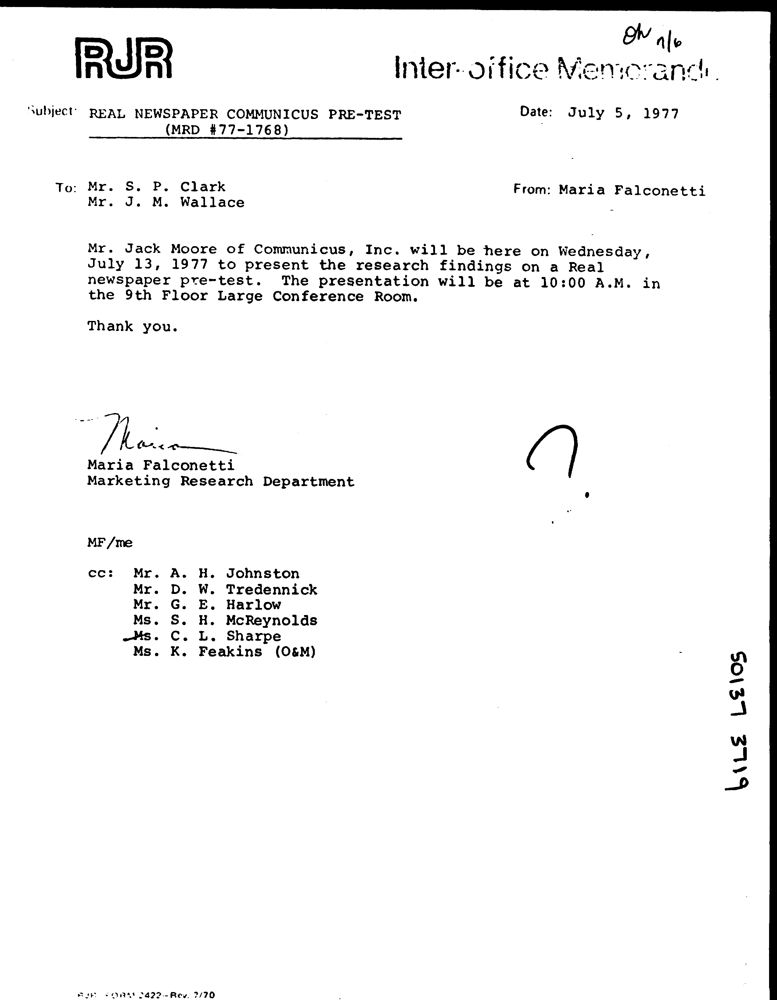 RJR
7/6
Inter-office Memorandu
Subject: REAL NEWSPAPER COMMUNICUS PRE-TEST
(MRD #77-1768)
Date: July 5, 1977
To: Mr. S. P. Clark
Mr. J. M. Wallace
From: Maria Falconetti
Mr. Jack Moore of Communicus, Inc. will be here on Wednesday,
July 13, 1977 to present the research findings on a Real
newspaper pre-test. The presentation will be at 10:00 A.M. in
the 9th Floor Large Conference Room.
Thank you.
Maria
Maria Falconetti
Marketing Research Department
?
MF/me
cc: Mr. A. H. Johnston
Mr. D. W. Tredennick
Mr. G. E. Harlow
Ms. S. H. McReynolds
Ms. C. L. Sharpe
Ms. K. Feakins (O&M)
50137 3719
RJR FORM 2422--Rev. 7/70